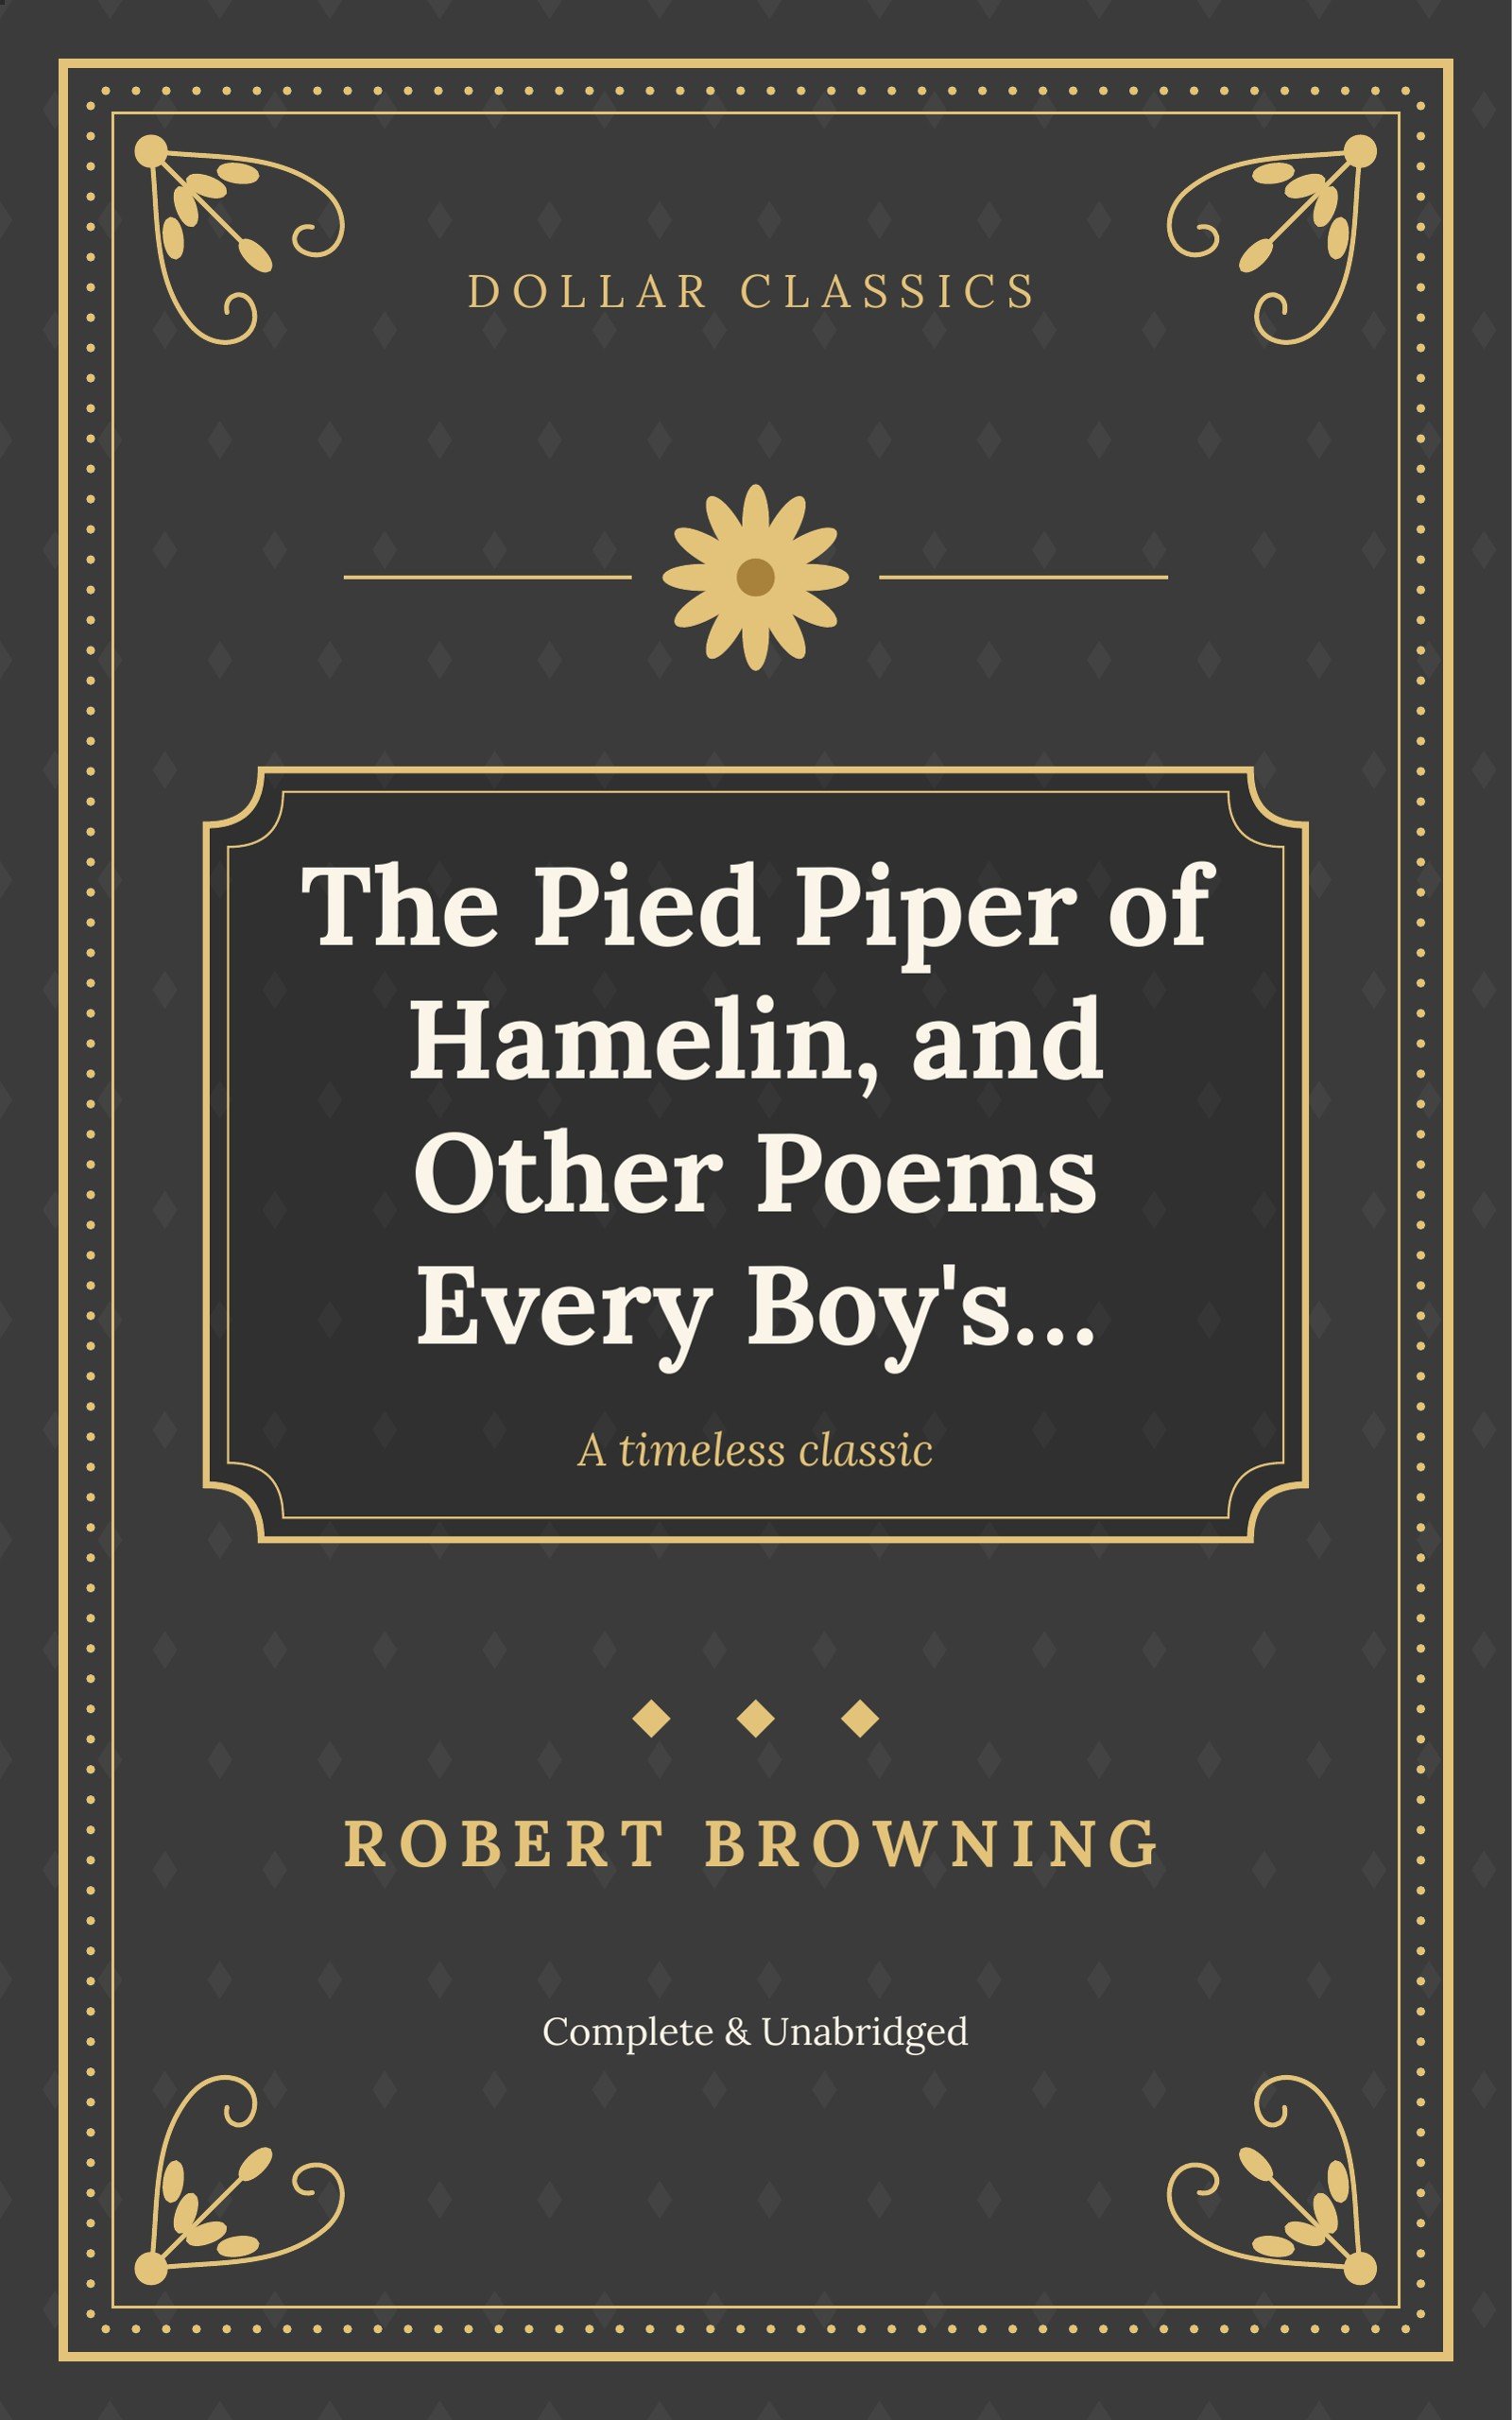 DOLLAR CLASSICS
The Pied Piper of
Hamelin, and
Other Poems
Every Boy's...
A timeless classic
ROBERT BROWNING
Complete & Unabridged